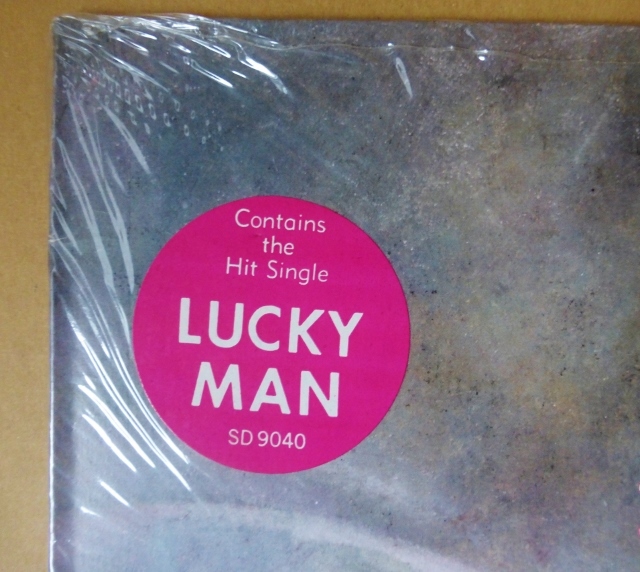 Contains
the
Hit Single
LUCKY
MAN
SD 9040